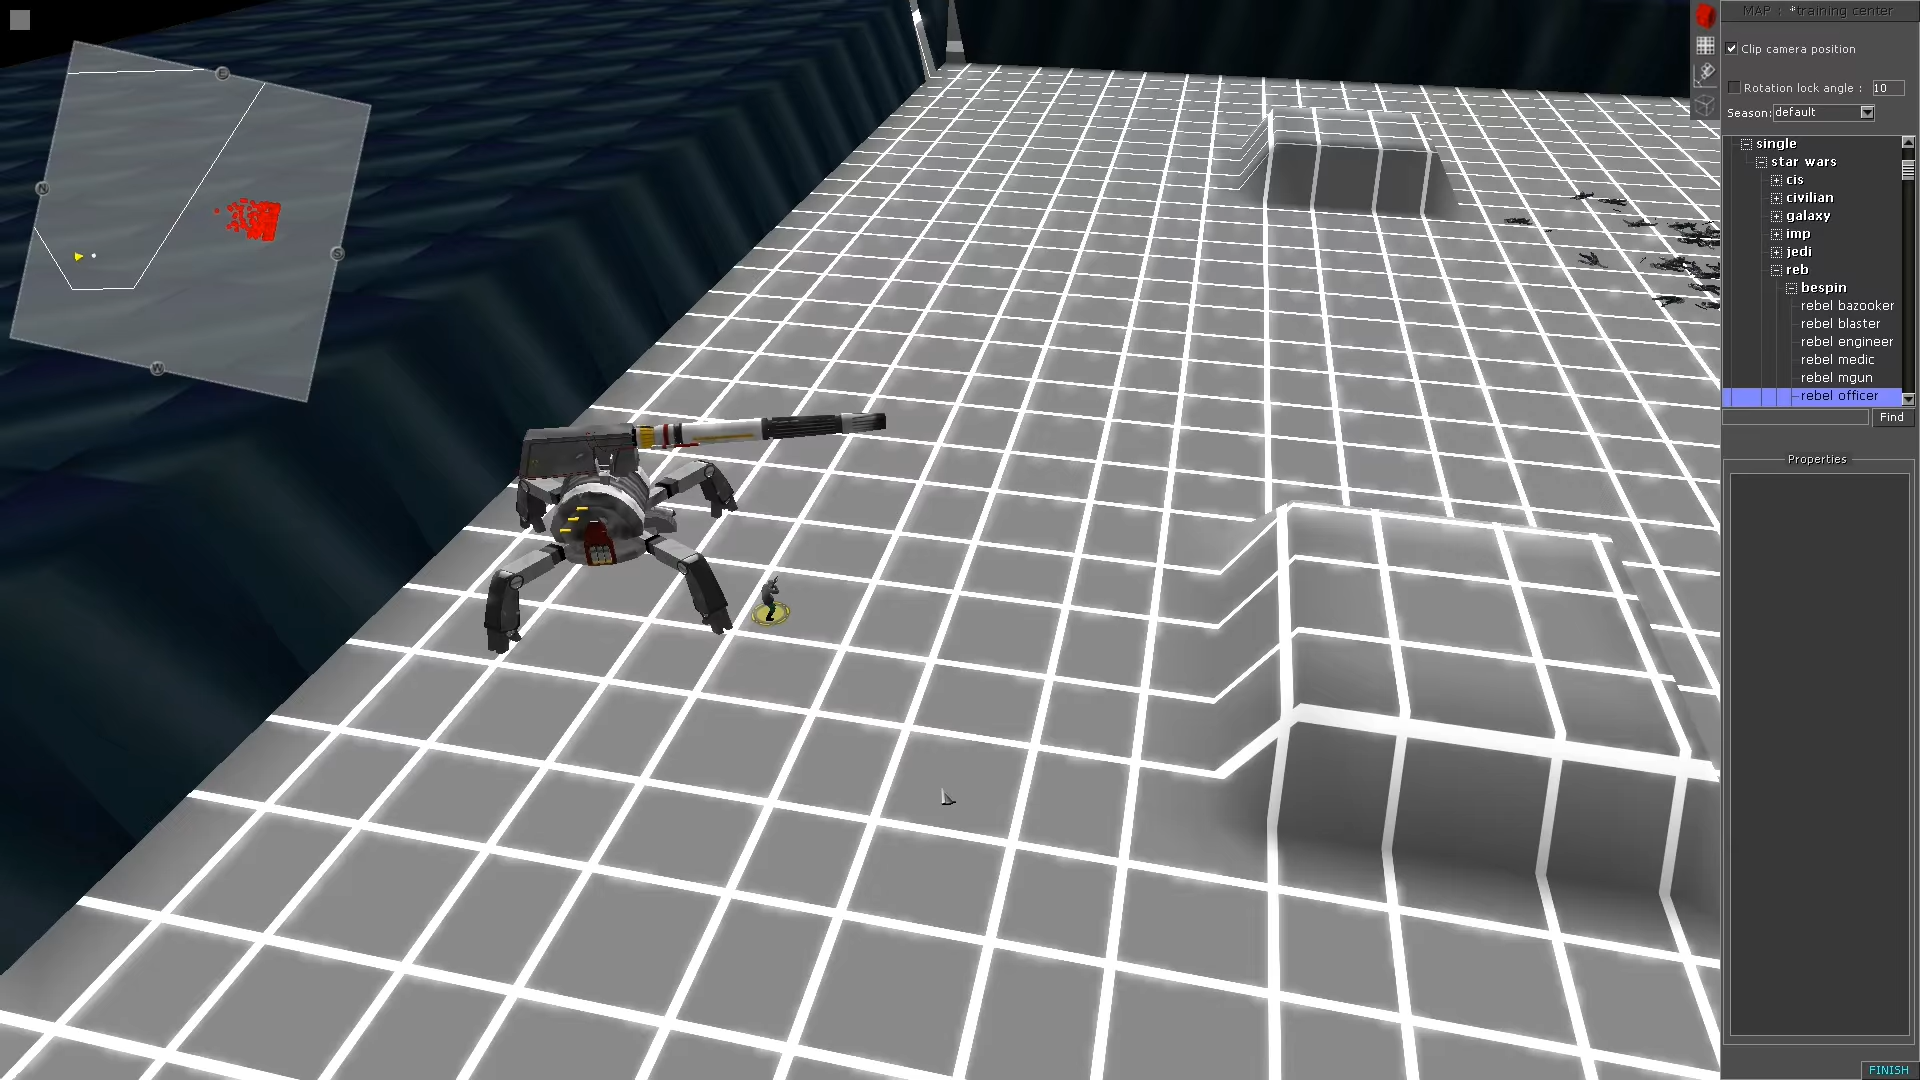 MAP : *training center
Clip camera position
Rotation lock angle : 10
Season: default
single
star wars
cis
civilian
galaxy
imp
jedi
reb
bespin
rebel bazooker
rebel blaster
rebel engineer
rebel medic
rebel mgun
rebel officer
Find
Properties
FINISH
E
N
S
W